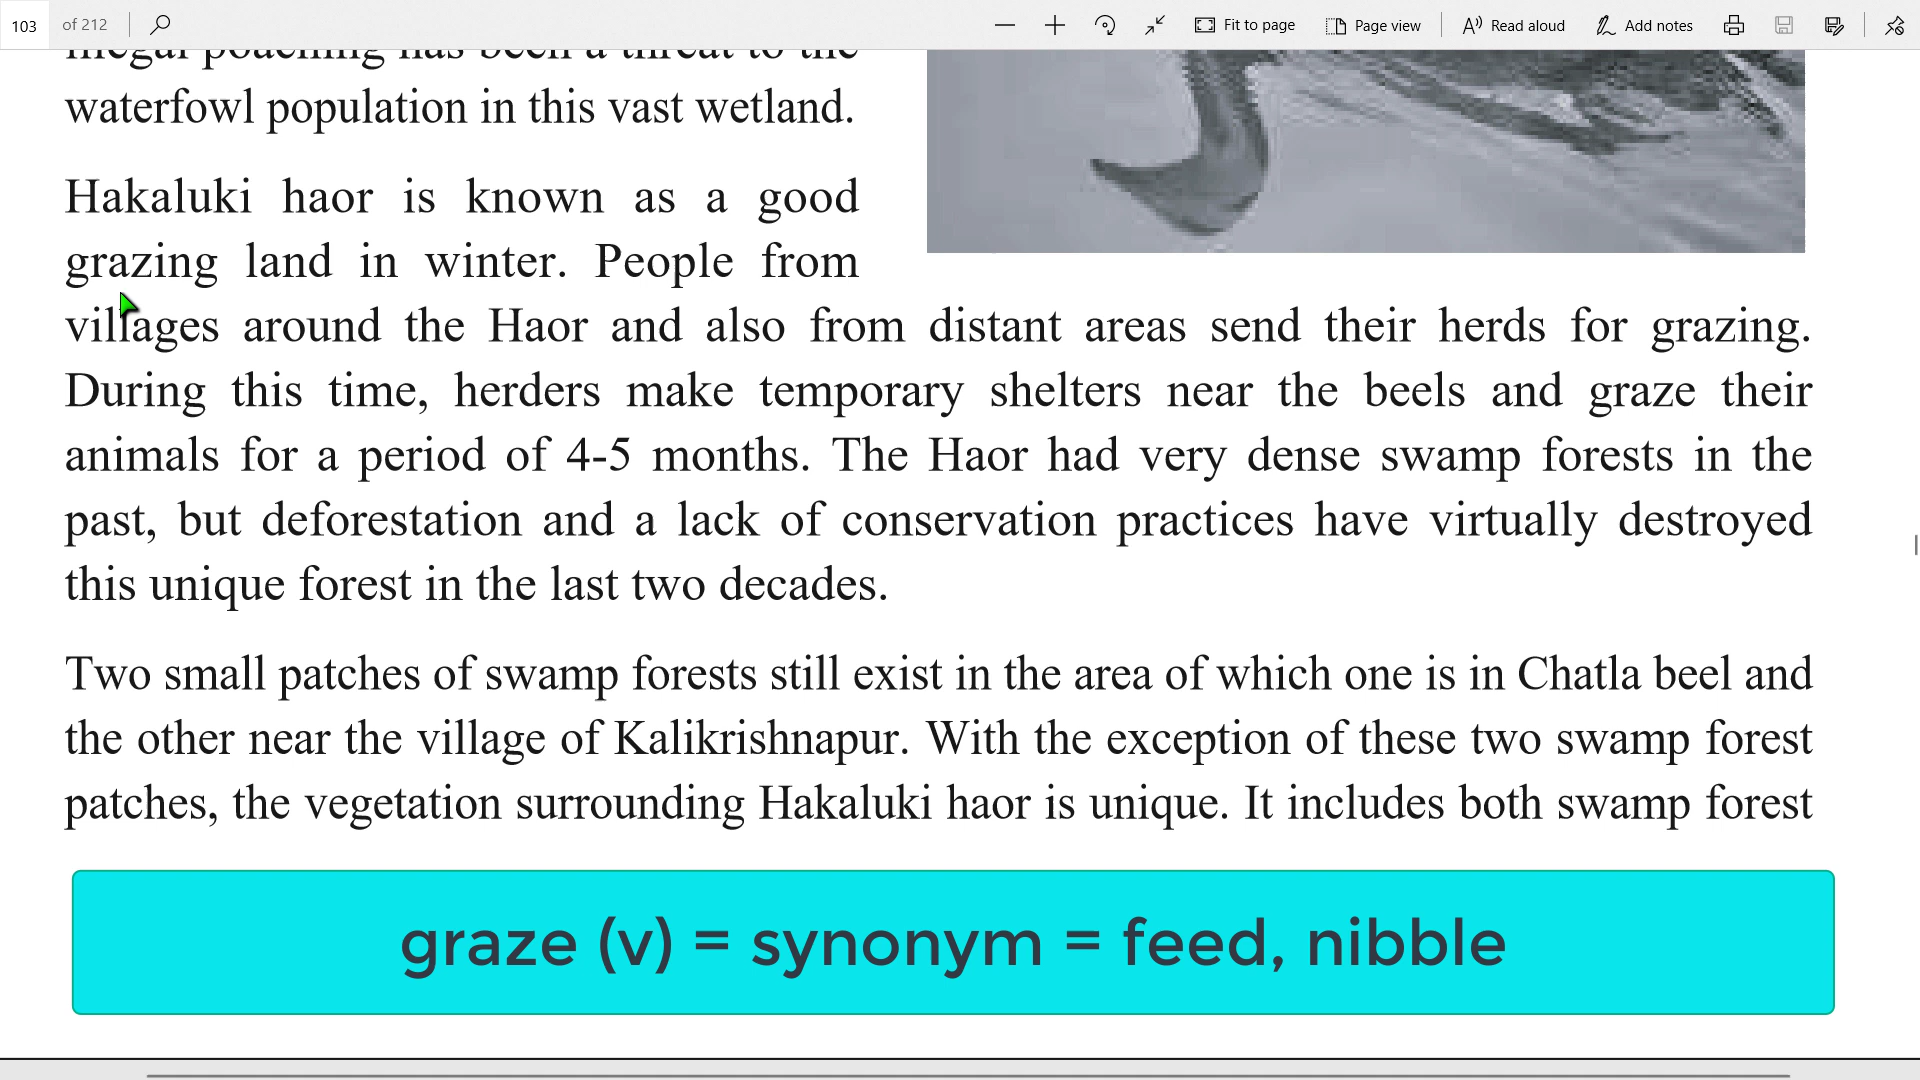 103 of 212
Fit to page
Page view
Read aloud
Add notes
Illegal poaching has been a threat to the
waterfowl population in this vast wetland.
Hakaluki haor is known as a good
grazing land in winter. People from
villages around the Haor and also from distant areas send their herds for grazing.
During this time, herders make temporary shelters near the beels and graze their
animals for a period of 4-5 months. The Haor had very dense swamp forests in the
past, but deforestation and a lack of conservation practices have virtually destroyed
this unique forest in the last two decades.
Two small patches of swamp forests still exist in the area of which one is in Chatla beel and
the other near the village of Kalikrishnapur. With the exception of these two swamp forest
patches, the vegetation surrounding Hakaluki haor is unique. It includes both swamp forest
graze (v) = synonym = feed, nibble